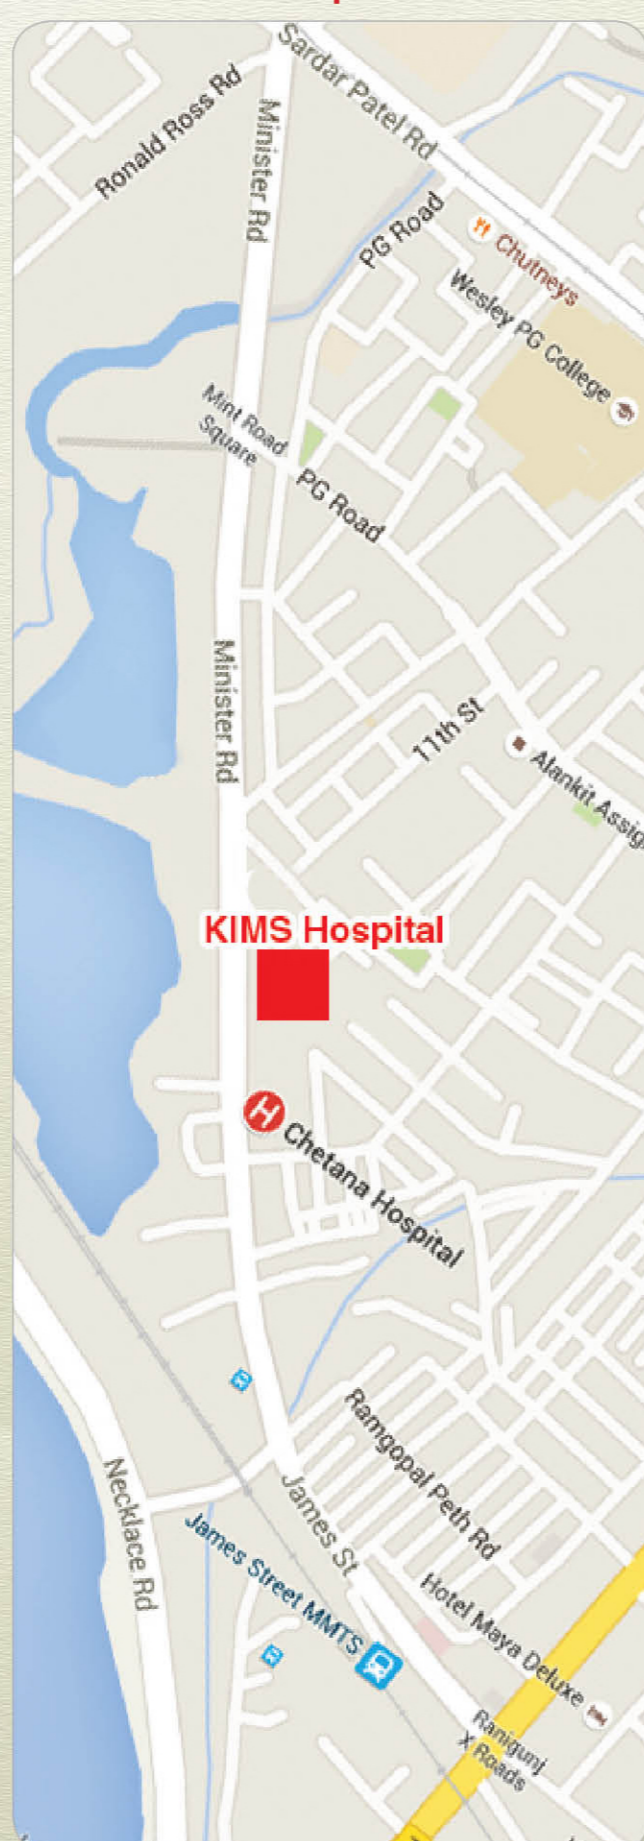 Sardar Patel Rd
Ronald Ross Rd
Minister Rd
PG Road
Chutneys
Wesley PG College
Mint Road
Square
PG Road
Minister Rd
11th St
Alankit Assig
KIMS Hospital
H
Chetana Hospital
Ramgopal Peth Rd
Necklace Rd
James St
James Street MMTS
Hotel Maya Deluxe
Ranigunj
X Roads